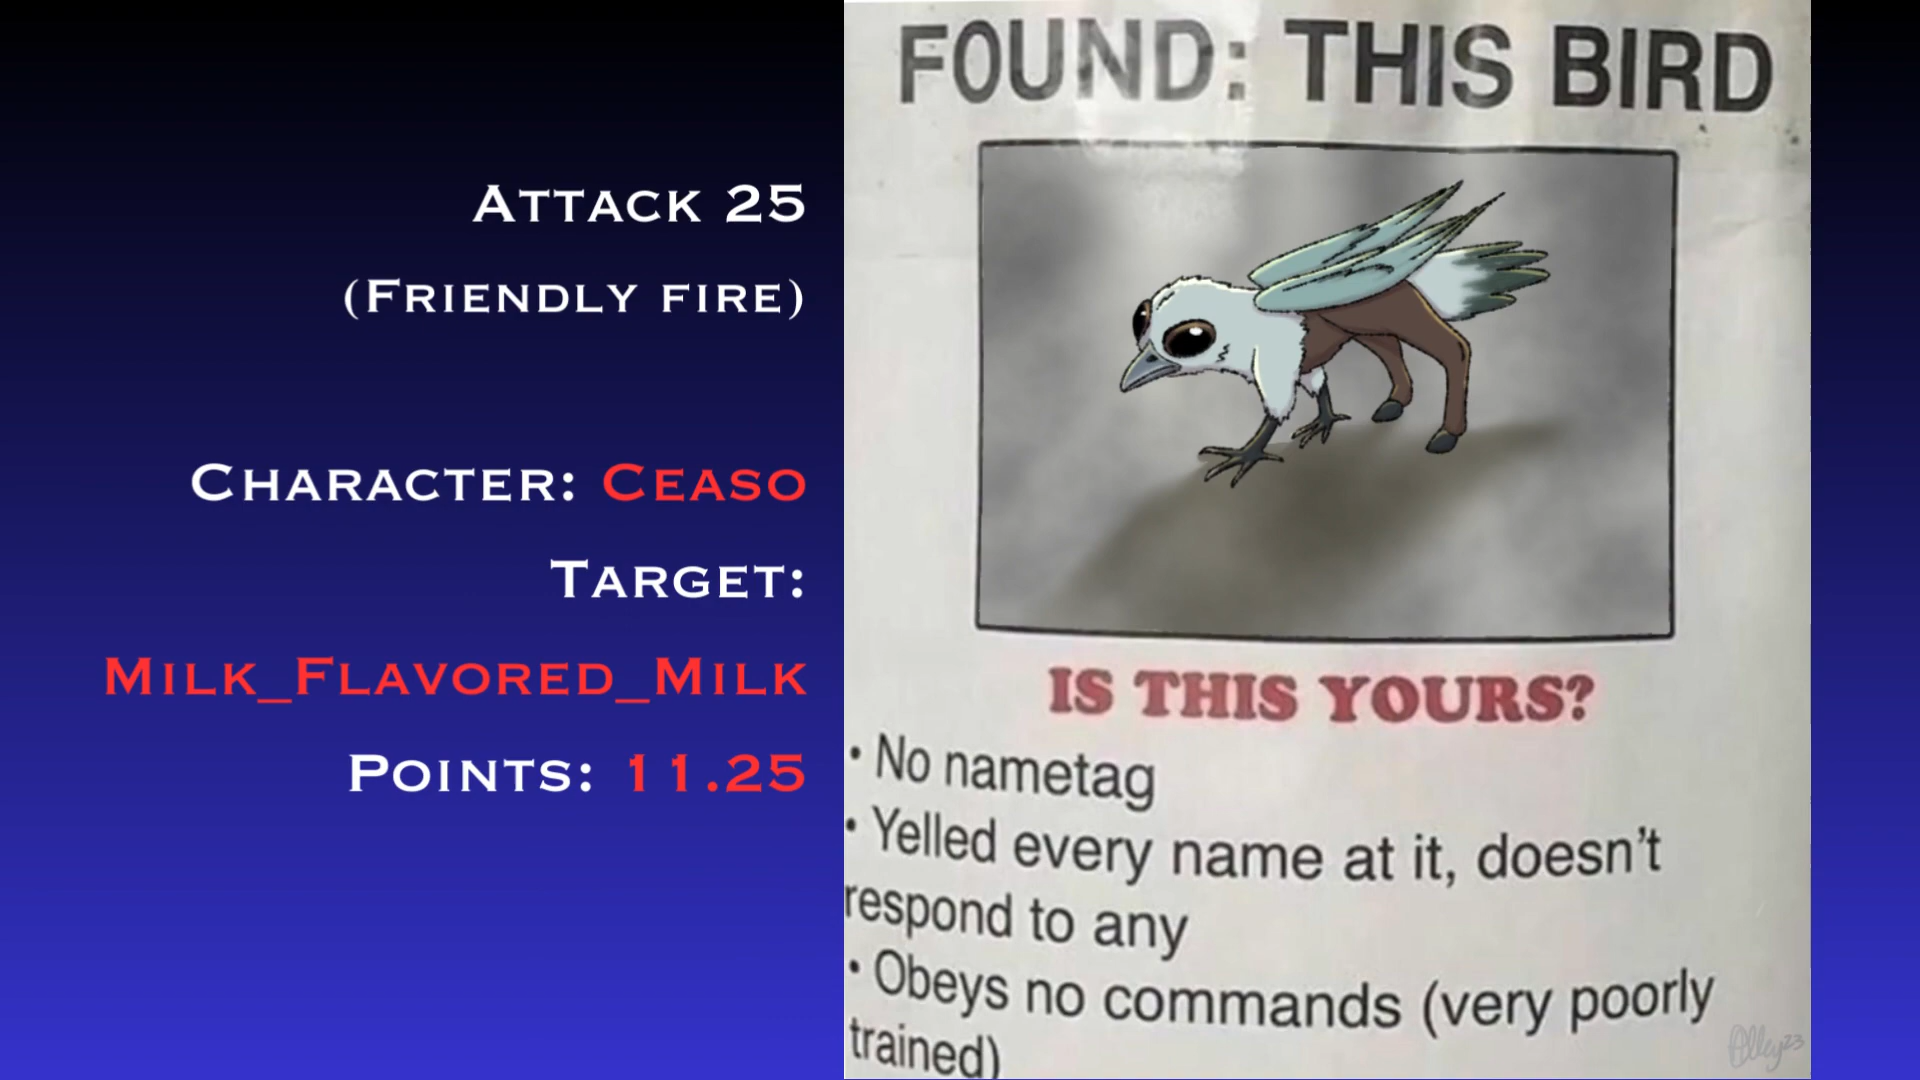 Attack 25
(Friendly fire)
Character: Ceaso
Target:
Milk_Flavored_Milk
Points: 11.25
FOUND: THIS BIRD
IS THIS YOURS?
• No nametag
• Yelled every name at it, doesn't
respond to any
• Obeys no commands (very poorly
trained)
Alley23